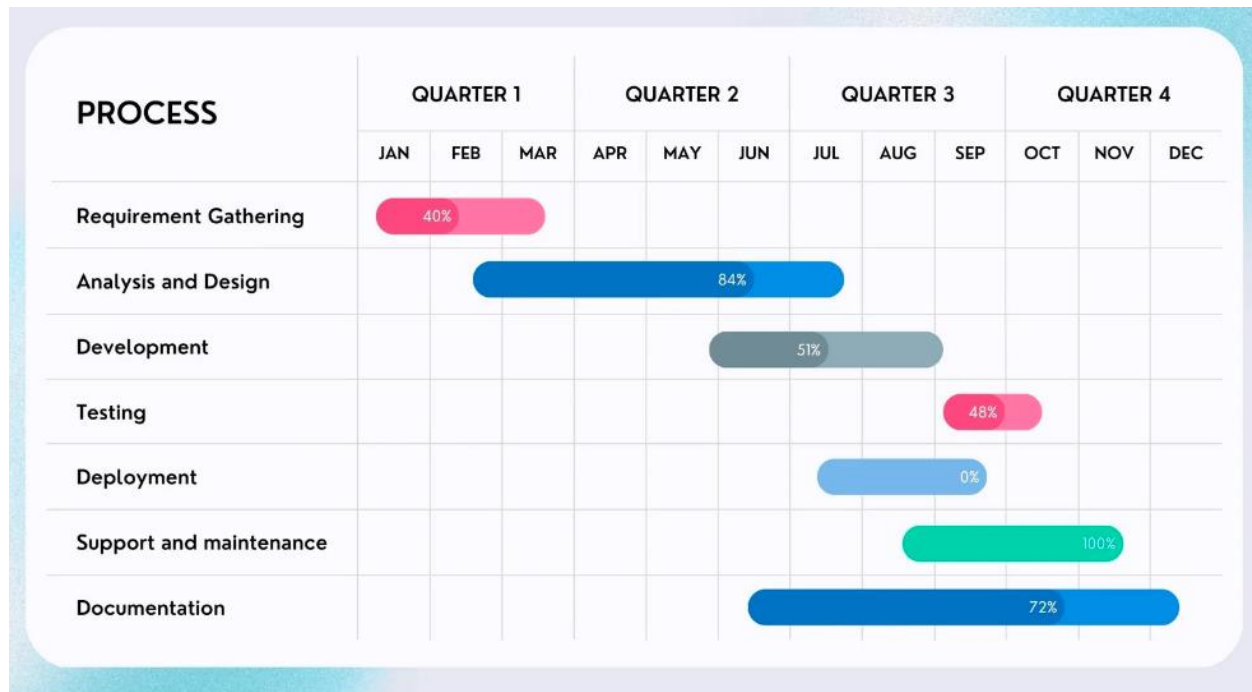 PROCESS
QUARTER 1 QUARTER 2 QUARTER 3 QUARTER 4
JAN FEB MAR APR MAY JUN JUL AUG SEP OCT NOV DEC
Requirement Gathering 40%
Analysis and Design 84%
Development 51%
Testing 48%
Deployment 0%
Support and maintenance 100%
Documentation 72%